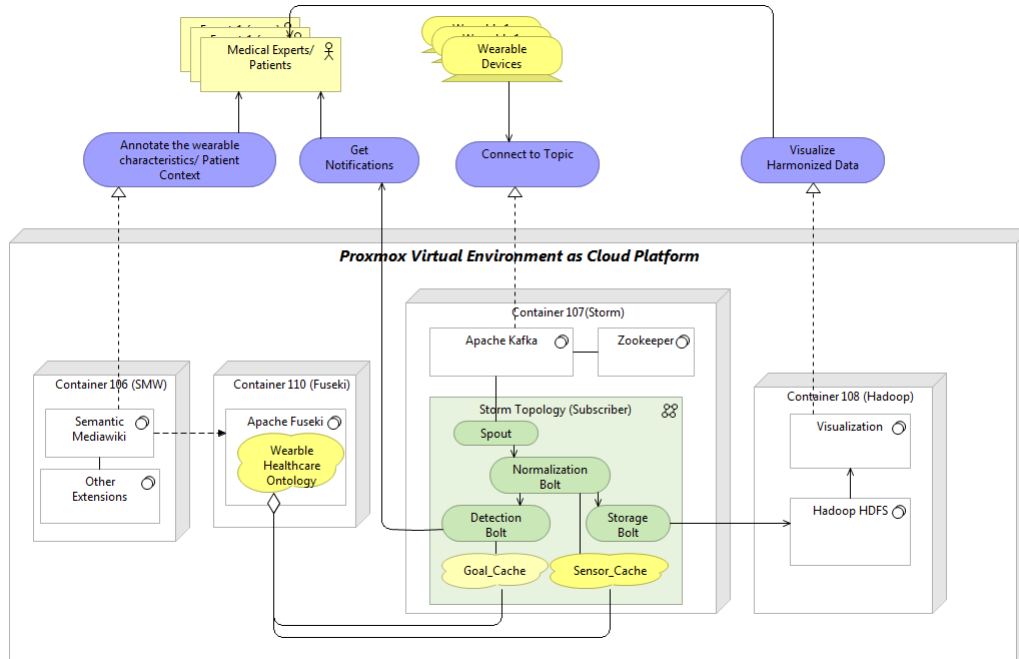 Medical Experts/
Patients
Wearable
Devices
Annotate the wearable
characteristics/ Patient
Context
Get
Notifications
Connect to Topic
Visualize
Harmonized Data
Proxmox Virtual Environment as Cloud Platform
Container 107(Storm)
Apache Kafka
Zookeeper
Container 106 (SMW)
Semantic
Mediawiki
Other
Extensions
Container 110 (Fuseki)
Apache Fuseki
Wearble
Healthcare
Ontology
Storm Topology (Subscriber)
Spout
Normalization
Bolt
Detection
Bolt
Storage
Bolt
Goal_Cache
Sensor_Cache
Container 108 (Hadoop)
Visualization
Hadoop HDFS